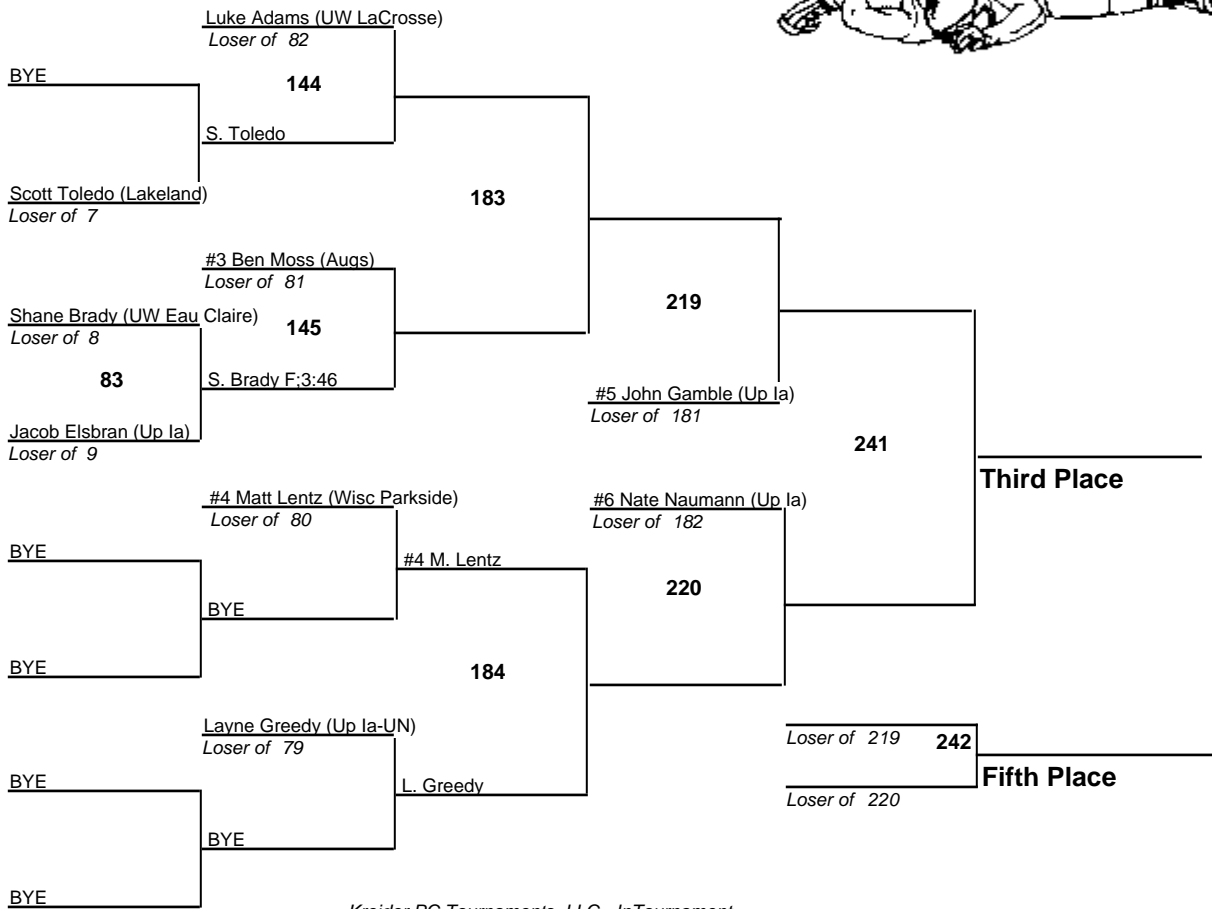 Luke Adams (UW LaCrosse)
Loser of 82
BYE
144
S. Toledo
Scott Toledo (Lakeland)
Loser of 7
183
#3 Ben Moss (Augs)
Loser of 81
Shane Brady (UW Eau Claire)
Loser of 8
145
219
83
S. Brady F;3:46
#5 John Gamble (Up Ia)
Loser of 181
Jacob Elsbran (Up Ia)
Loser of 9
241
Third Place
#4 Matt Lentz (Wisc Parkside)
Loser of 80
#6 Nate Naumann (Up Ia)
Loser of 182
BYE
#4 M. Lentz
220
BYE
BYE
184
Layne Greedy (Up Ia-UN)
Loser of 79
Loser of 219
242
BYE
L. Greedy
Fifth Place
Loser of 220
BYE
BYE
Kreider PC Tournaments, LLC - InTournament